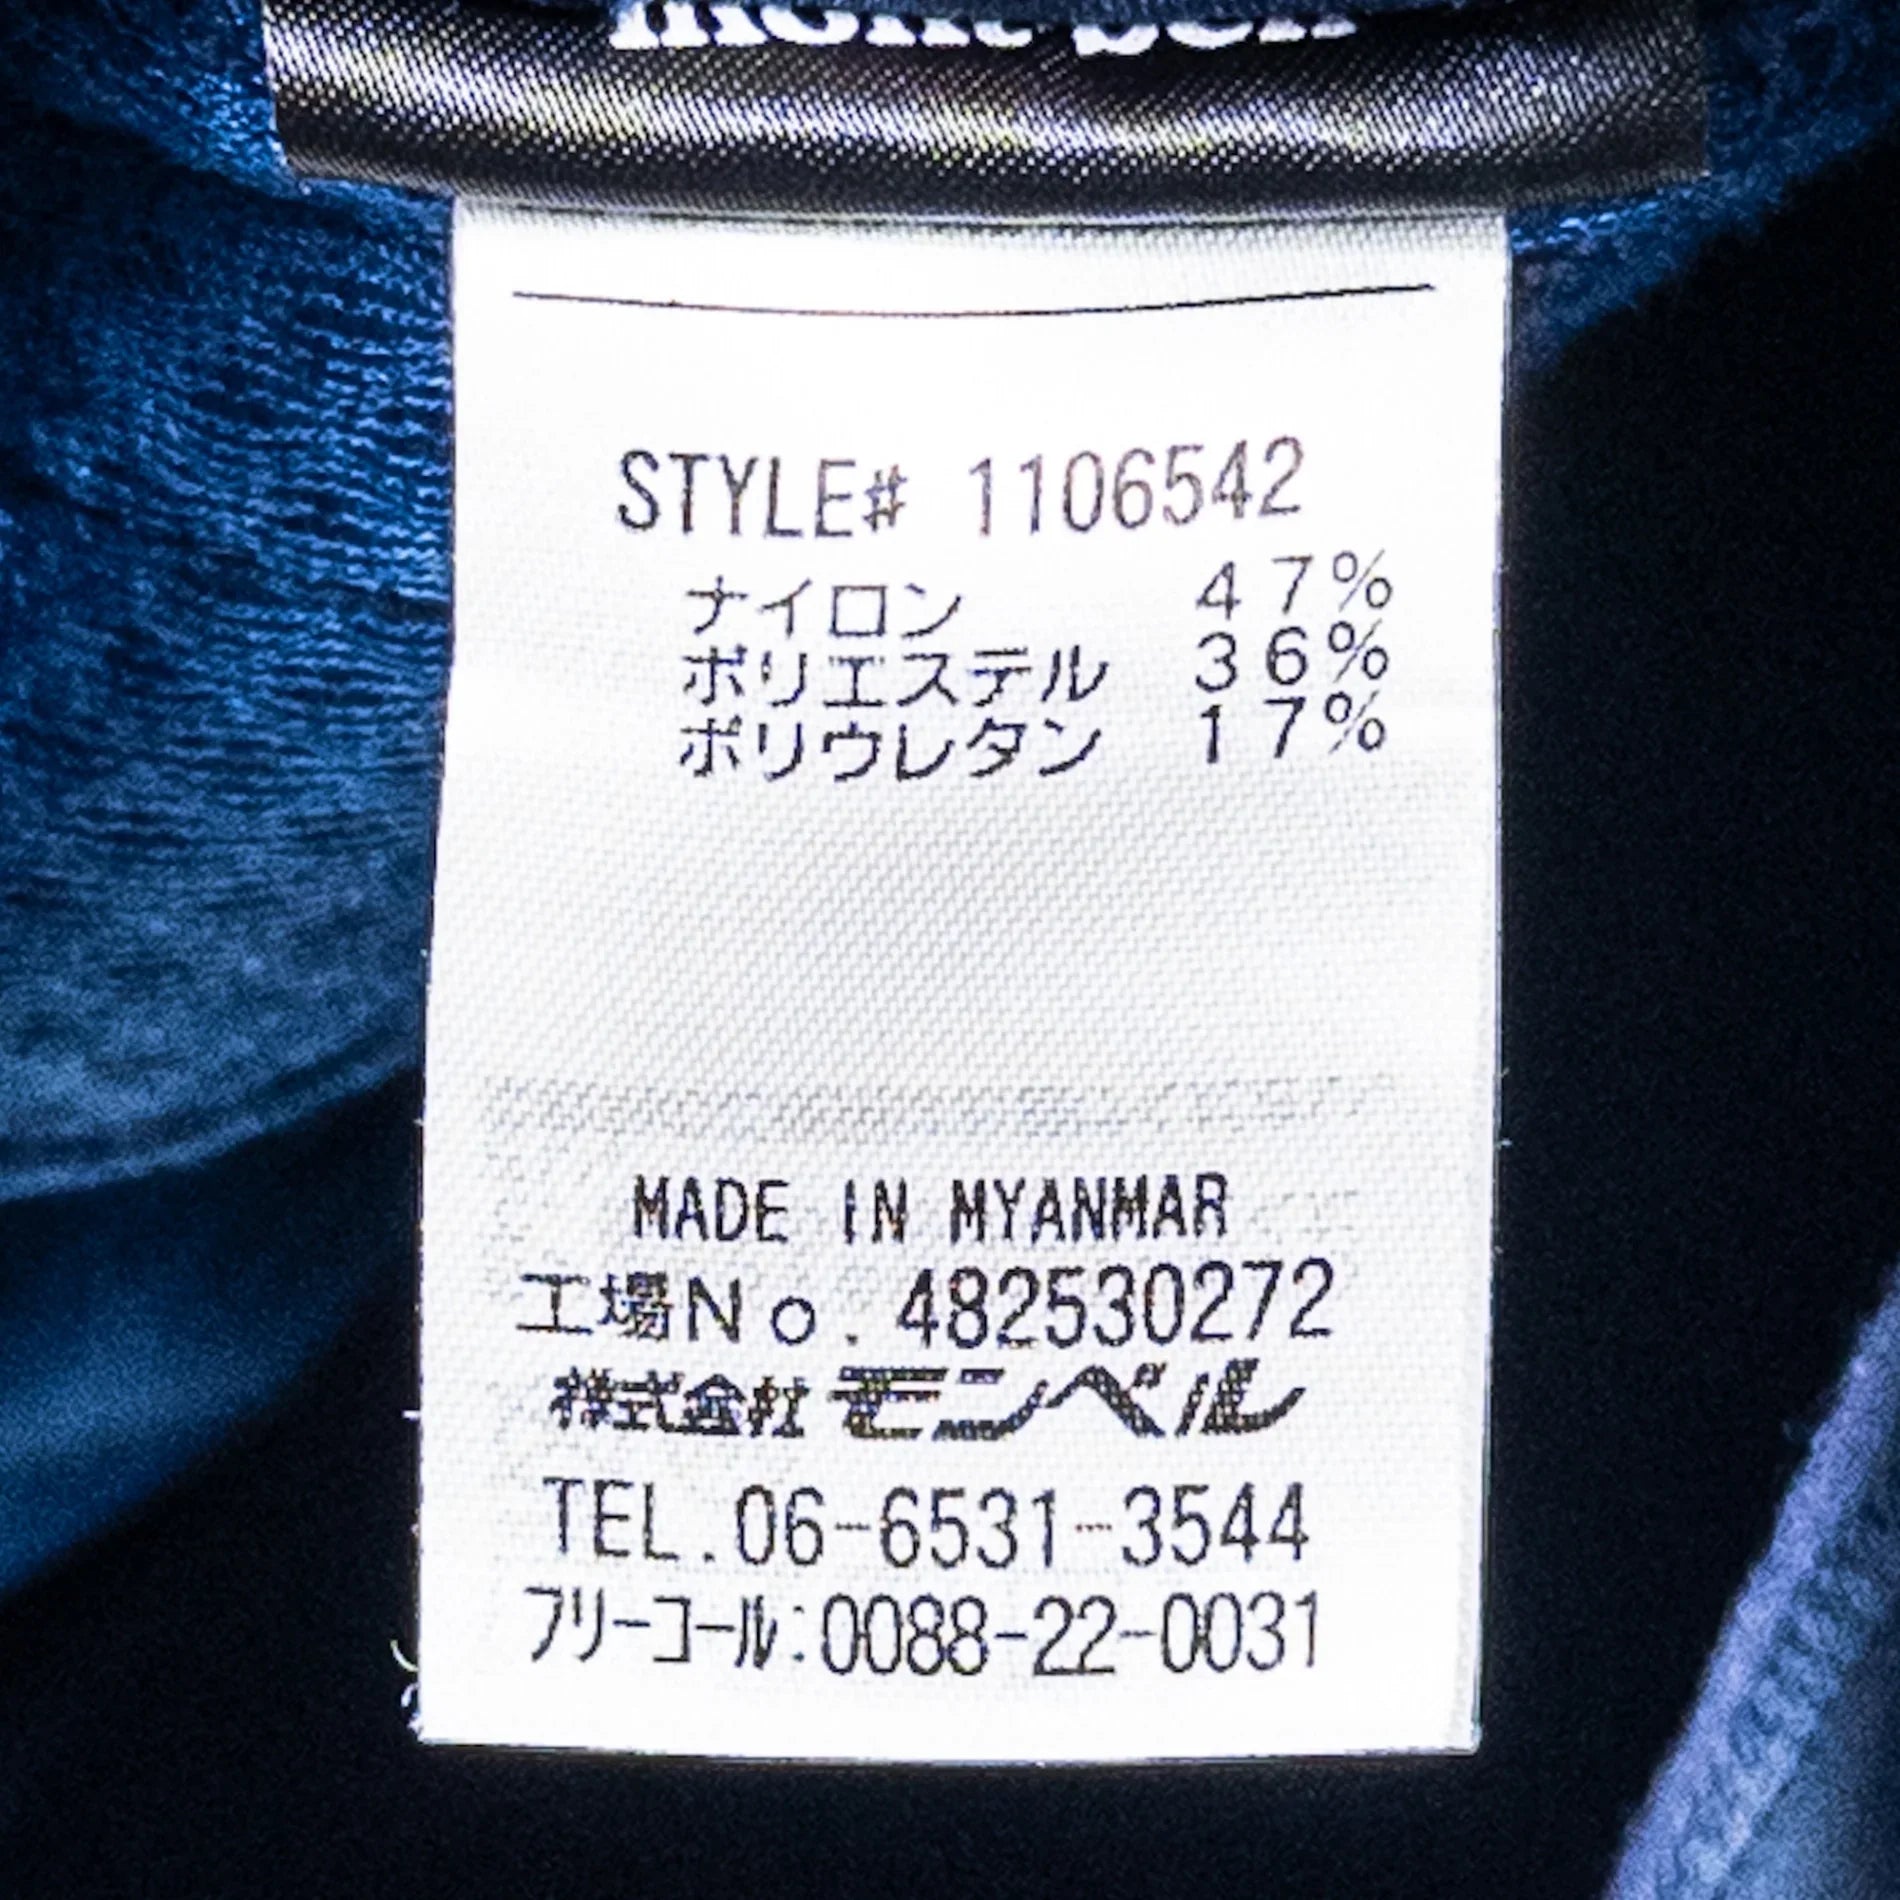 mont-bell
STYLE# 1106542
ナイロン 47%
ポリエステル 36%
ポリウレタン 17%
MADE IN MYANMAR
工場No. 482530272
株式会社モンベル
TEL.06-6531-3544
フリーコール:0088-22-0031